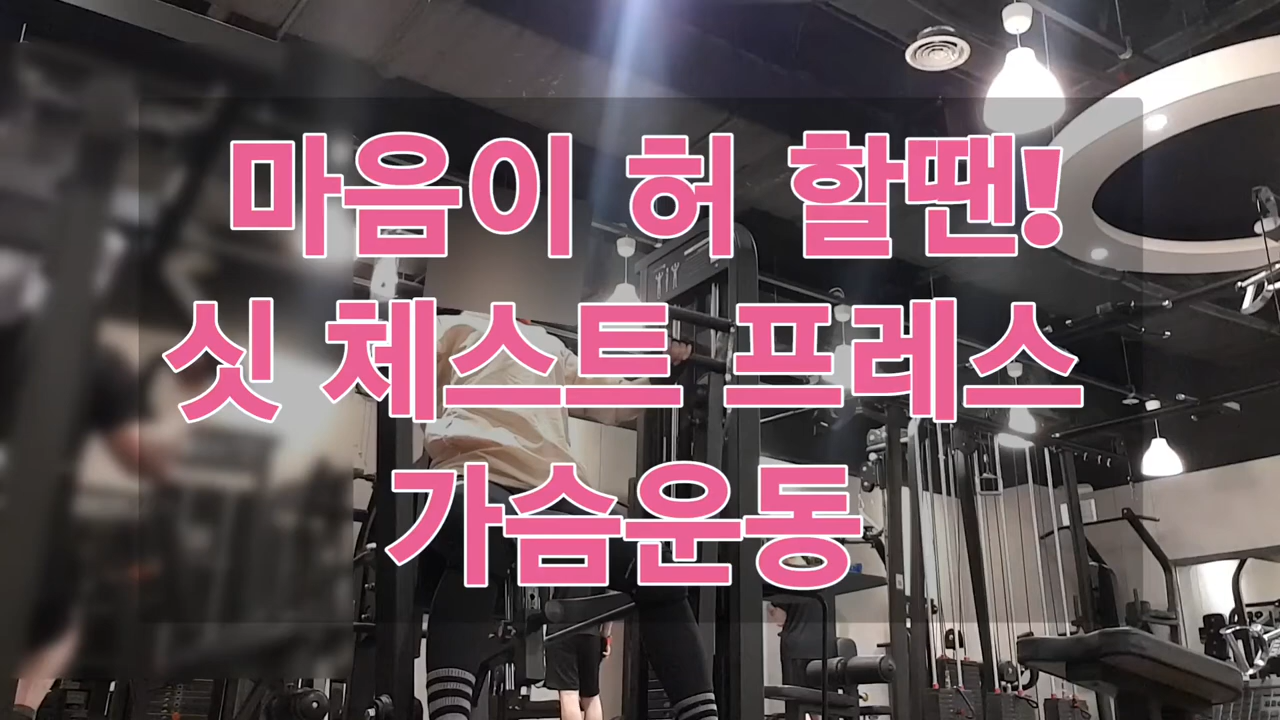 마음이 허 할땐!
싯 체스트 프레스
가슴운동